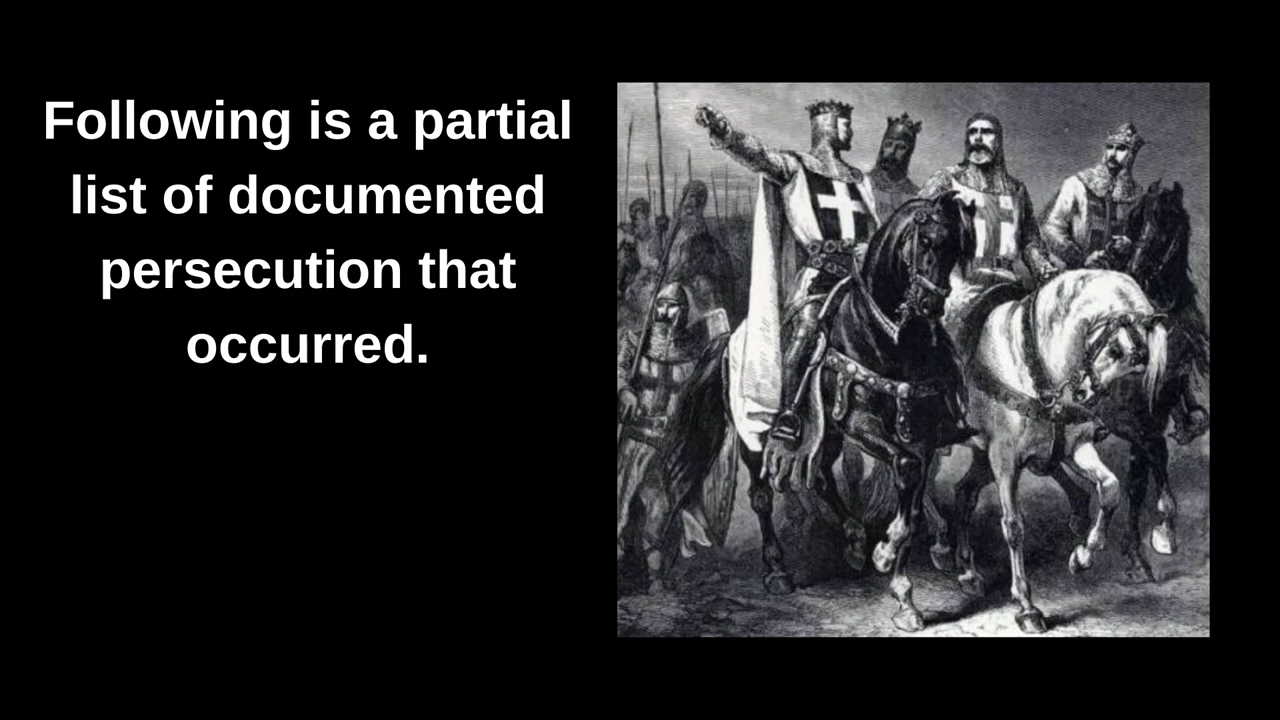 Following is a partial
list of documented
persecution that
occurred.